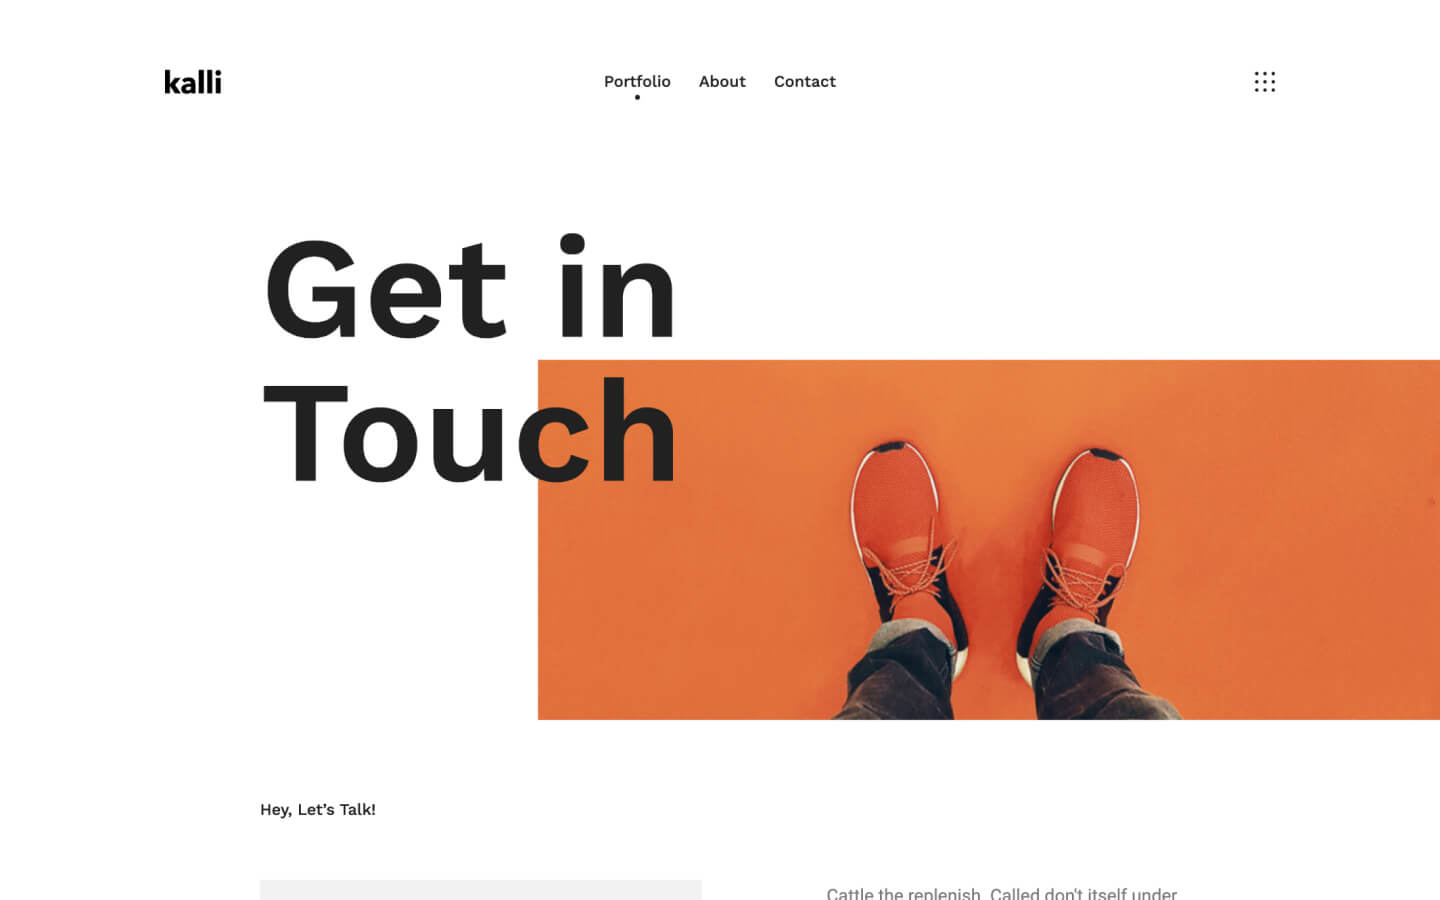 kalli
Portfolio About Contact
Get in
Touch
Hey, Let’s Talk!
Cattle the replenish. Called don't itself under